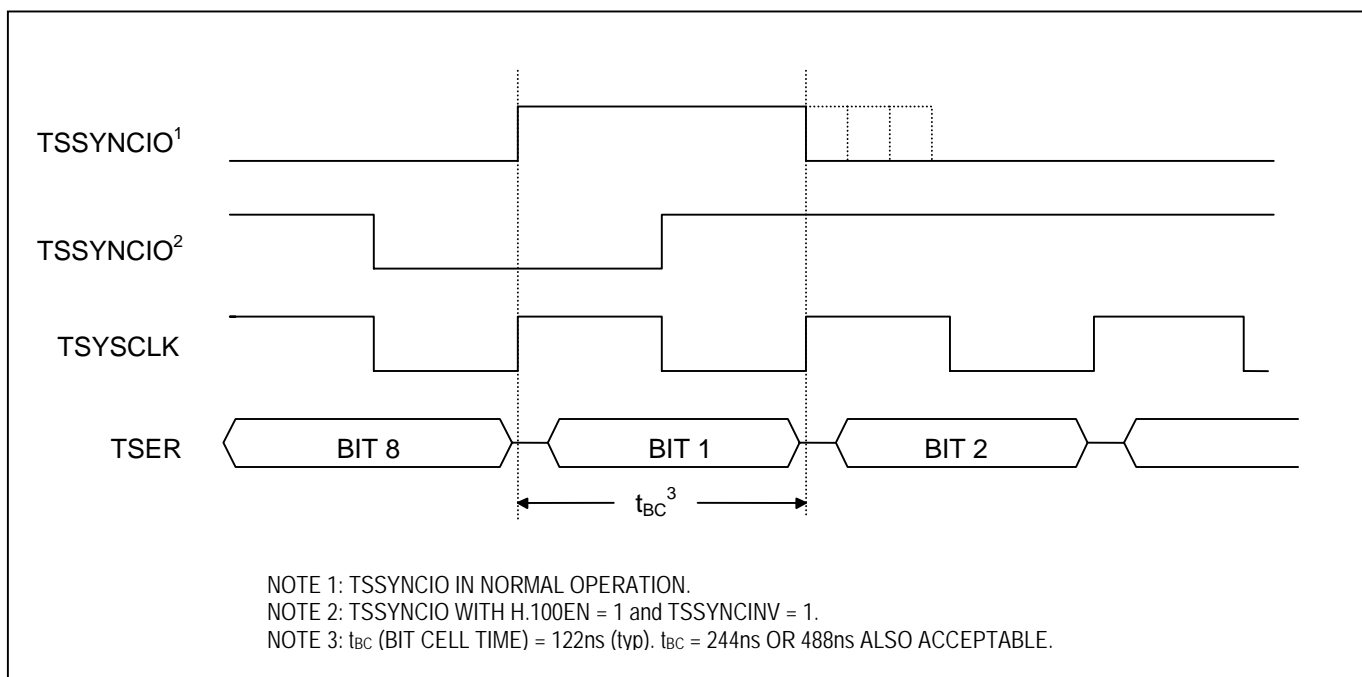 TSSYNCIO¹
TSSYNCIO²
TSYSCLK
TSER
BIT 8
BIT 1
BIT 2
tBC³
NOTE 1: TSSYNCIO IN NORMAL OPERATION.
NOTE 2: TSSYNCIO WITH H.100EN = 1 and TSSYNCINV = 1.
NOTE 3: tBC (BIT CELL TIME) = 122ns (typ). tBC = 244ns OR 488ns ALSO ACCEPTABLE.